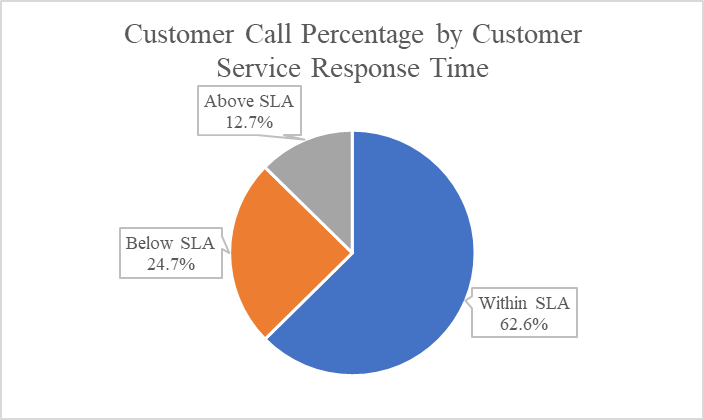 Customer Call Percentage by Customer
Service Response Time
Above SLA
12.7%
Below SLA
24.7%
Within SLA
62.6%